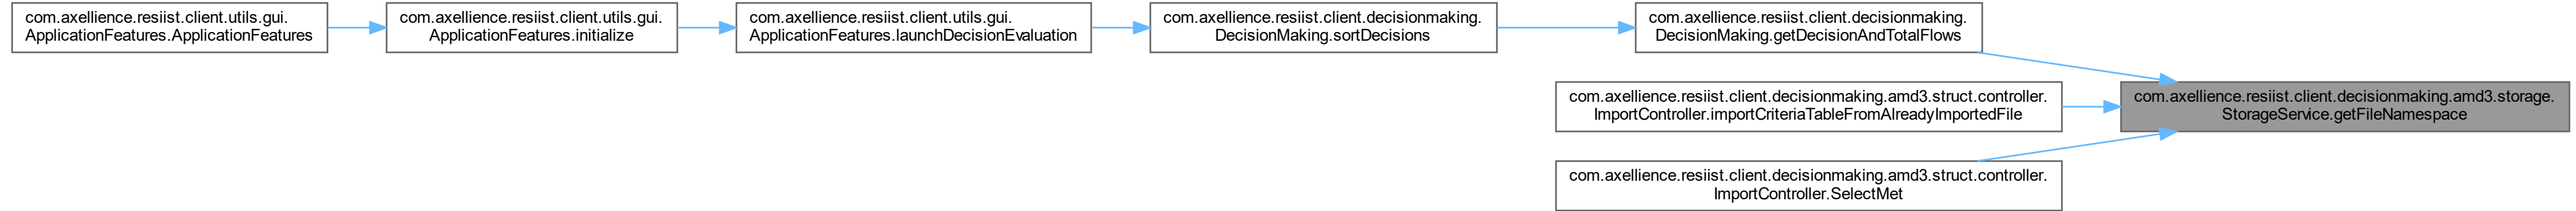 com.axellience.resiist.client.utils.gui.
ApplicationFeatures.ApplicationFeatures
com.axellience.resiist.client.utils.gui.
ApplicationFeatures.initialize
com.axellience.resiist.client.utils.gui.
ApplicationFeatures.launchDecisionEvaluation
com.axellience.resiist.client.decisionmaking.
DecisionMaking.sortDecisions
com.axellience.resiist.client.decisionmaking.
DecisionMaking.getDecisionAndTotalFlows
com.axellience.resiist.client.decisionmaking.amd3.struct.controller.
ImportController.importCriteriaTableFromAlreadyImportedFile
com.axellience.resiist.client.decisionmaking.amd3.storage.
StorageService.getFileNamespace
com.axellience.resiist.client.decisionmaking.amd3.struct.controller.
ImportController.SelectMet